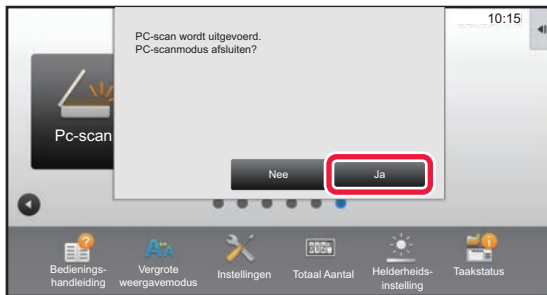 10:15
PC-scan wordt uitgevoerd.
PC-scanmodus afsluiten?
Pc-scan
Nee
Ja
Bedienings-
handleiding
Vergrote
weergavemodus
Instellingen
Totaal Aantal
Helderheids-
instelling
Taakstatus